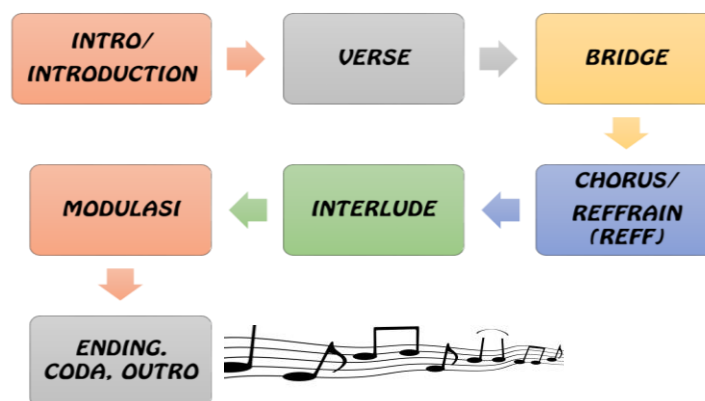 INTRO/
INTRODUCTION
VERSE
BRIDGE
CHORUS/
REFFRAIN
(REFF)
INTERLUDE
MODULASI
ENDING.
CODA, OUTRO